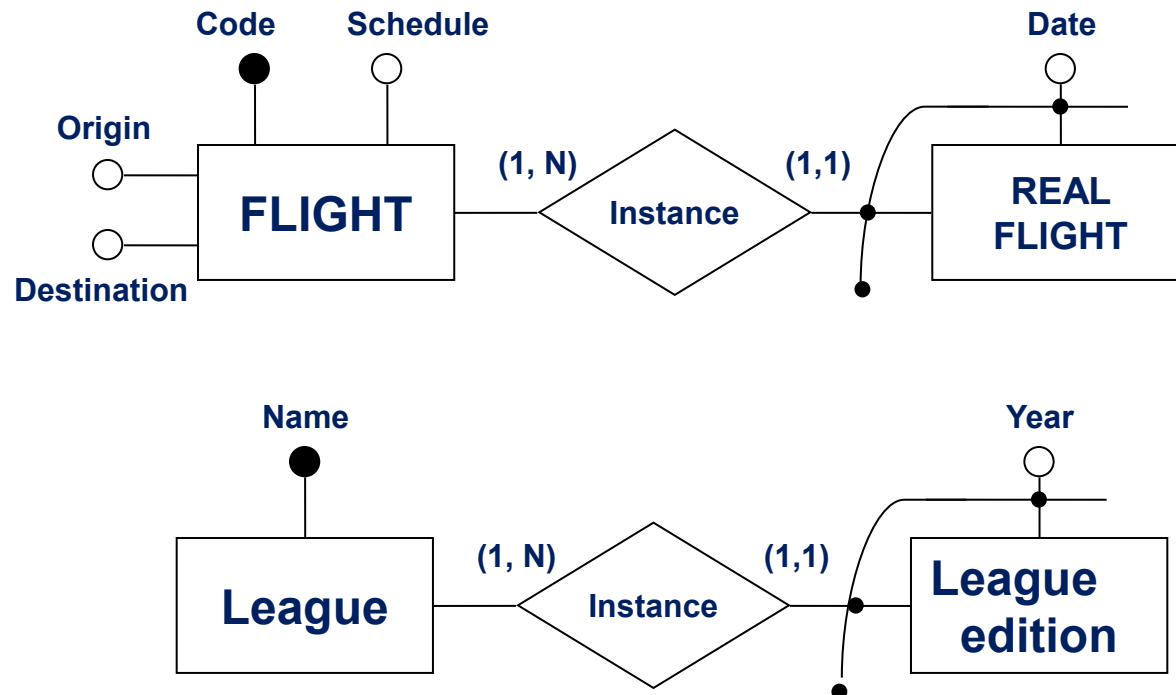 Code Schedule Date
Origin
(1, N) (1,1)
FLIGHT Instance REAL
FLIGHT
Destination
Name Year
(1, N) (1,1)
League Instance League
edition